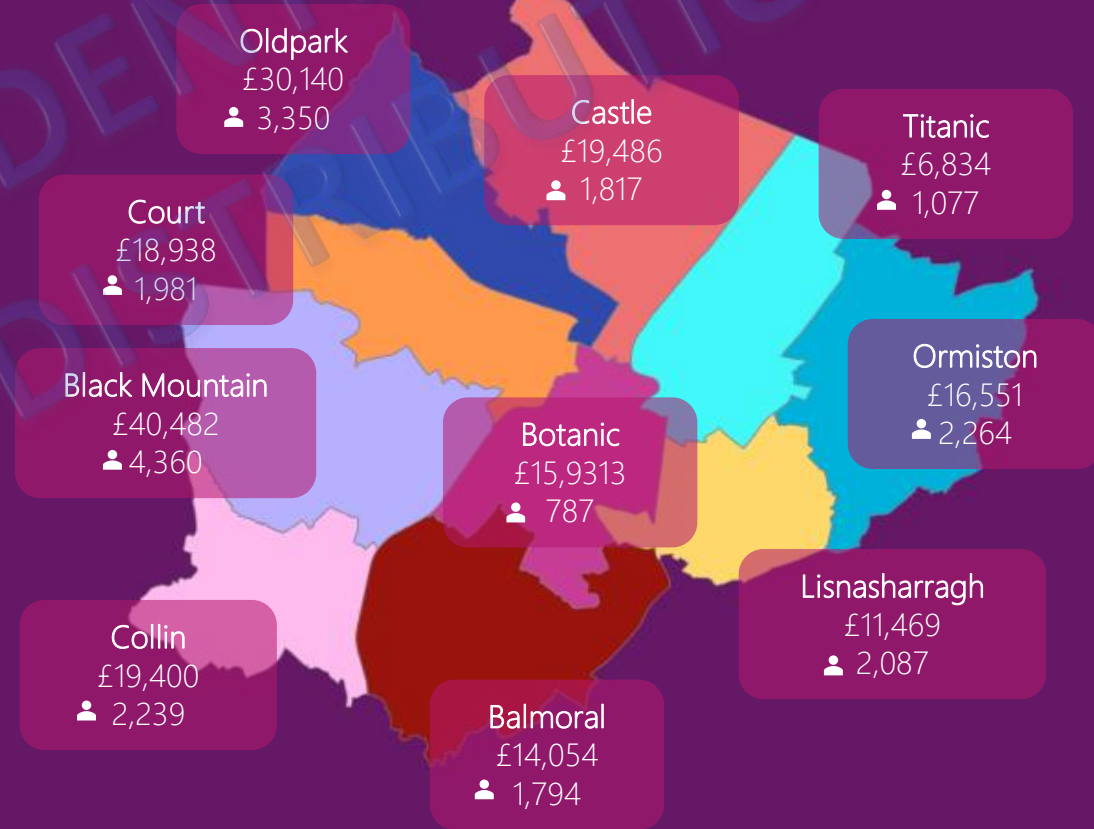 Oldpark
£30,140
3,350
Castle
£19,486
1,817
Titanic
£6,834
1,077
Court
£18,938
1,981
Black Mountain
£40,482
4,360
Botanic
£15,9313
787
Ormiston
£16,551
2,264
Lisnasharragh
£11,469
2,087
Collin
£19,400
2,239
Balmoral
£14,054
1,794